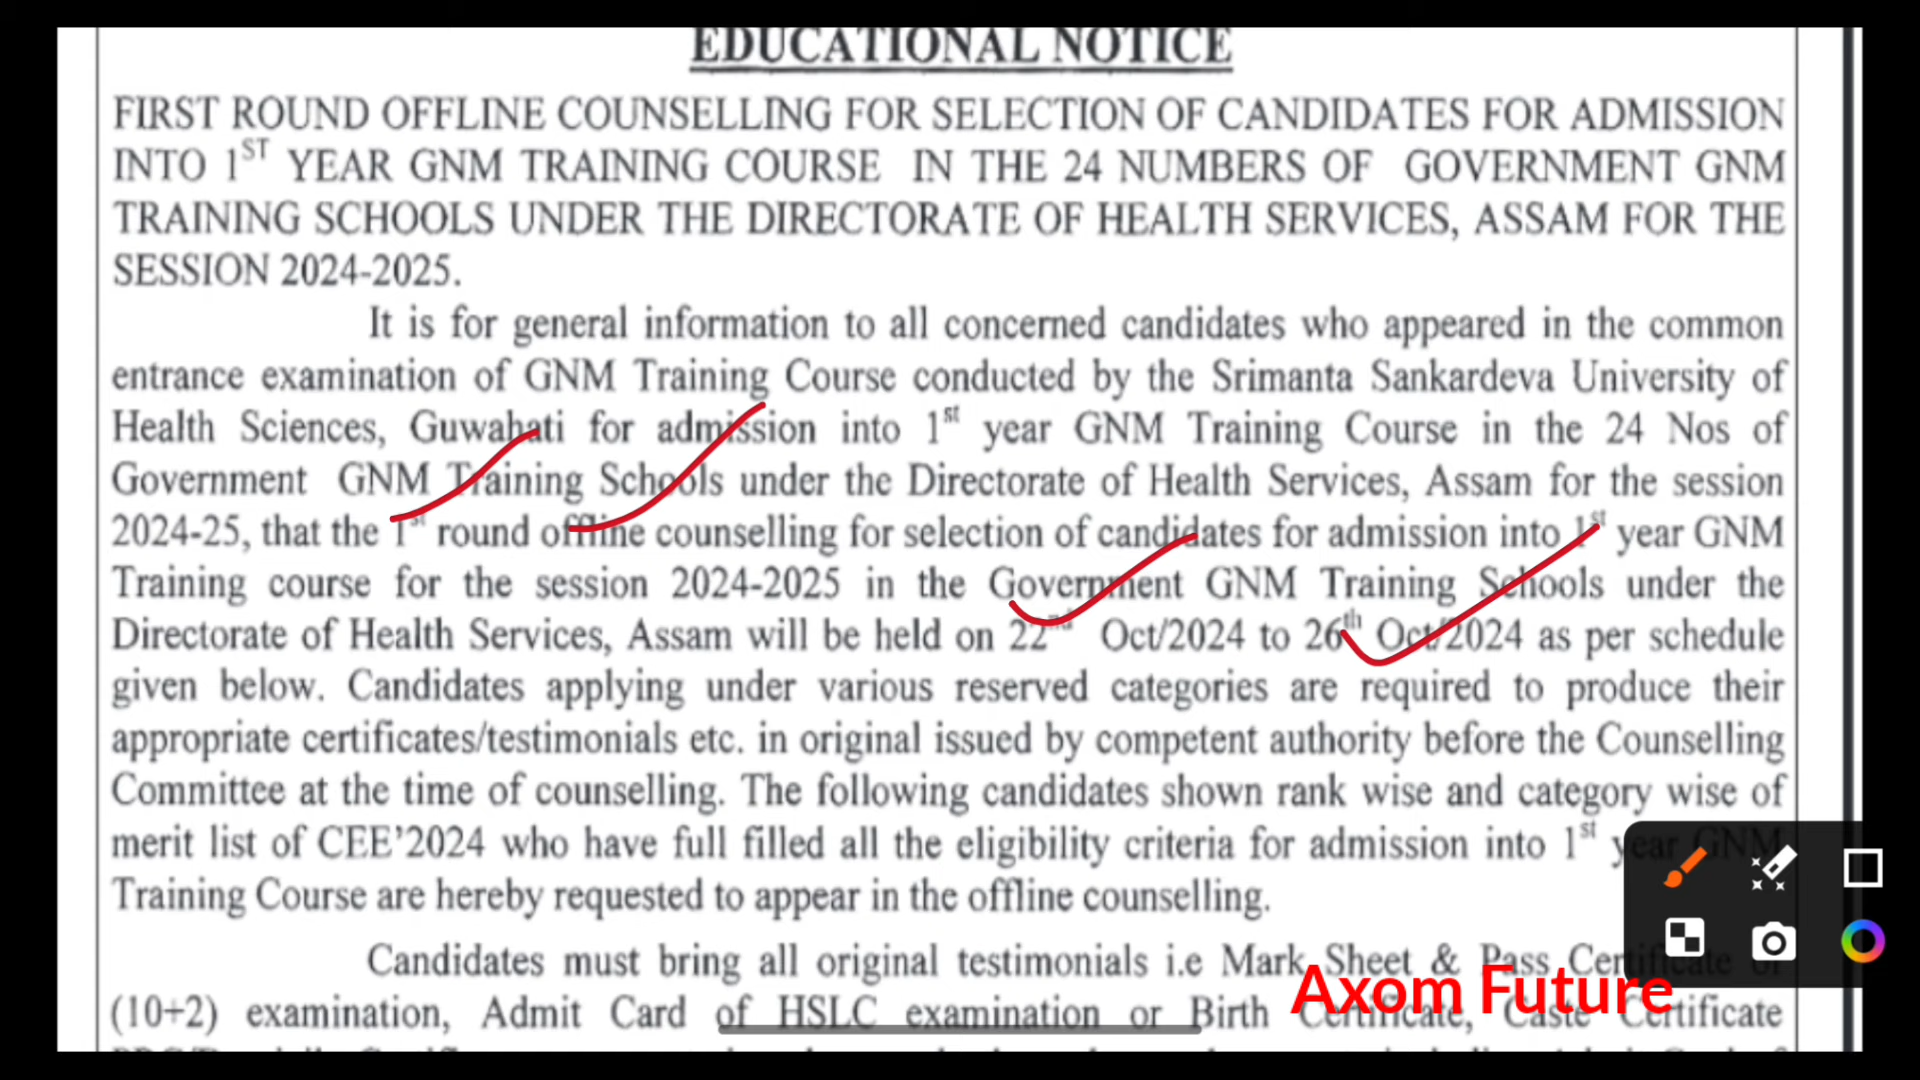 EDUCATIONAL NOTICE
FIRST ROUND OFFLINE COUNSELLING FOR SELECTION OF CANDIDATES FOR ADMISSION
INTO 1ST YEAR GNM TRAINING COURSE IN THE 24 NUMBERS OF GOVERNMENT GNM
TRAINING SCHOOLS UNDER THE DIRECTORATE OF HEALTH SERVICES, ASSAM FOR THE
SESSION 2024-2025.
It is for general information to all concerned candidates who appeared in the common
entrance examination of GNM Training Course conducted by the Srimanta Sankardeva University of
Health Sciences, Guwahati for admission into 1st year GNM Training Course in the 24 Nos of
Government GNM Training Schools under the Directorate of Health Services, Assam for the session
2024-25, that the 1st round offline counselling for selection of candidates for admission into 1st year GNM
Training course for the session 2024-2025 in the Government GNM Training Schools under the
Directorate of Health Services, Assam will be held on 22nd Oct/2024 to 26th Oct/2024 as per schedule
given below. Candidates applying under various reserved categories are required to produce their
appropriate certificates/testimonials etc. in original issued by competent authority before the Counselling
Committee at the time of counselling. The following candidates shown rank wise and category wise of
merit list of CEE'2024 who have full filled all the eligibility criteria for admission into 1st year GNM
Training Course are hereby requested to appear in the offline counselling.
Candidates must bring all original testimonials i.e Mark Sheet & Pass Certificate of
(10+2) examination, Admit Card of HSLC examination or Birth Certificate, Caste Certificate
Axom Future